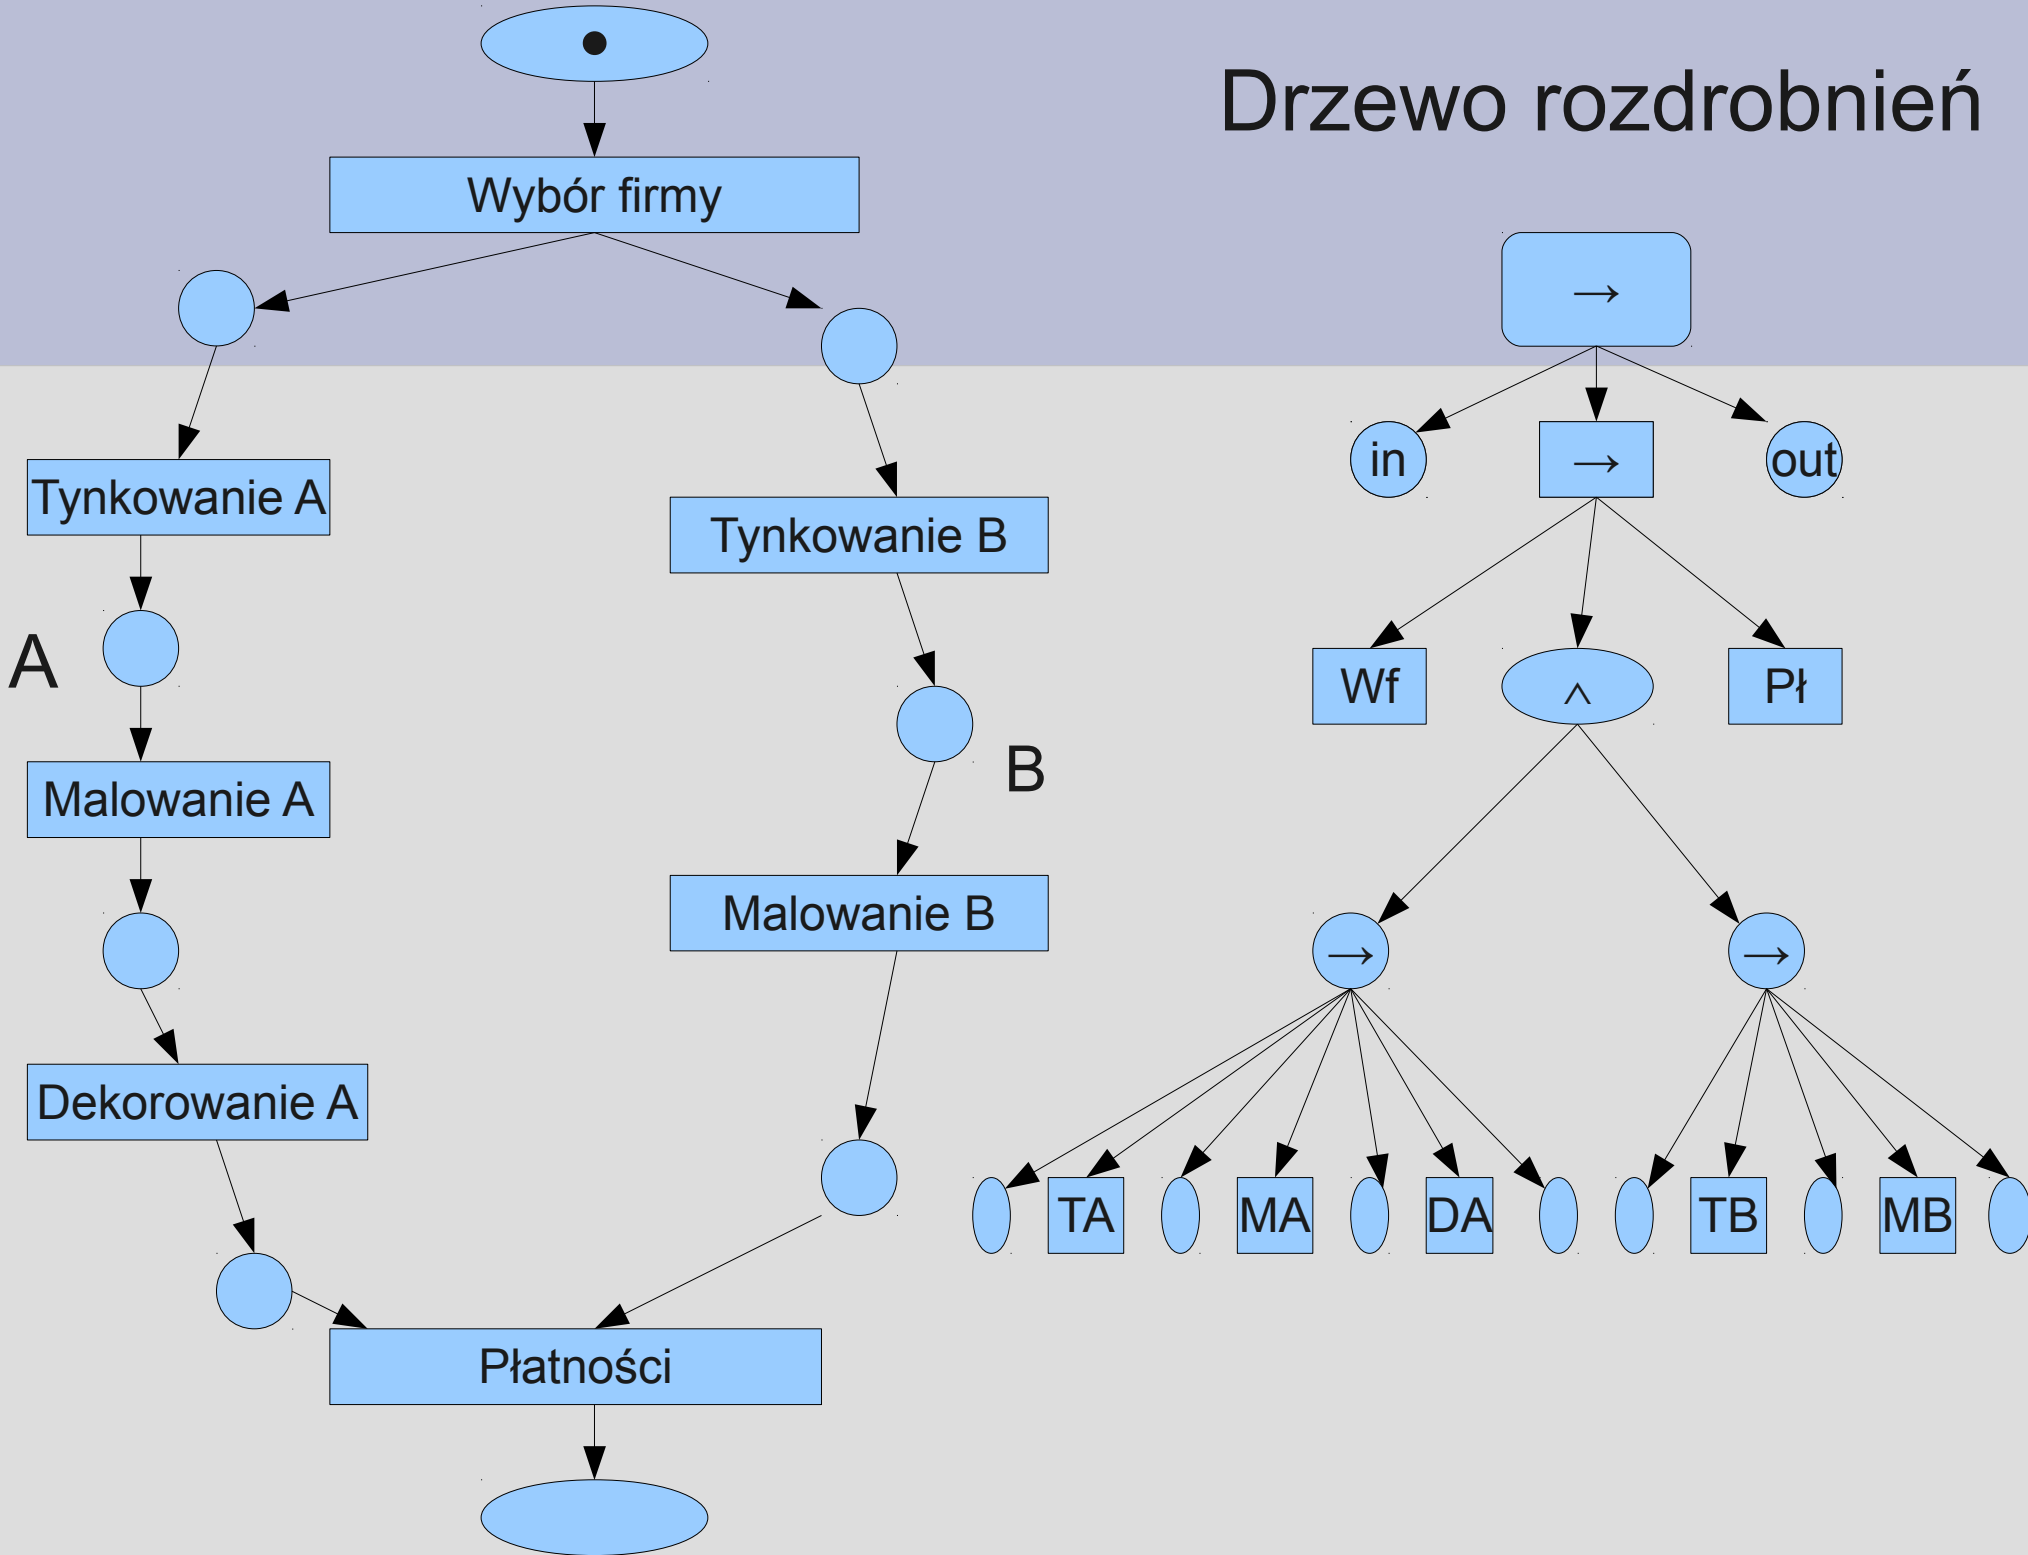 Drzewo rozdrobnień
Wybór firmy
Tynkowanie A
Tynkowanie B
A
Malowanie A
B
Malowanie B
Dekorowanie A
Płatności
→
in
→
out
Wf
^
Pł
→
→
TA
MA
DA
TB
MB